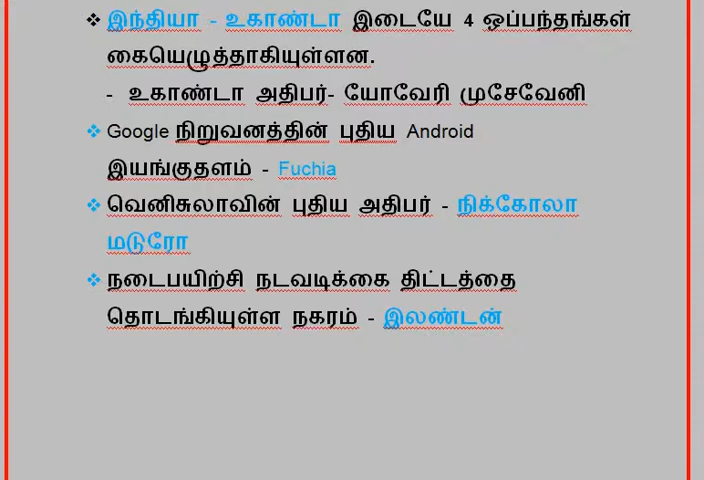 ❖ இந்தியா - உகாண்டா இடையே 4 ஒப்பந்தங்கள்
கையெழுத்தாகியுள்ளன.
- உகாண்டா அதிபர்- யோவேரி முசேவேனி
❖ Google நிறுவனத்தின் புதிய Android
இயங்குதளம் - Fuchia
❖ வெனிசுலாவின் புதிய அதிபர் - நிக்கோலா
மடுரோ
❖ நடைபயிற்சி நடவடிக்கை திட்டத்தை
தொடங்கியுள்ள நகரம் - இலண்டன்